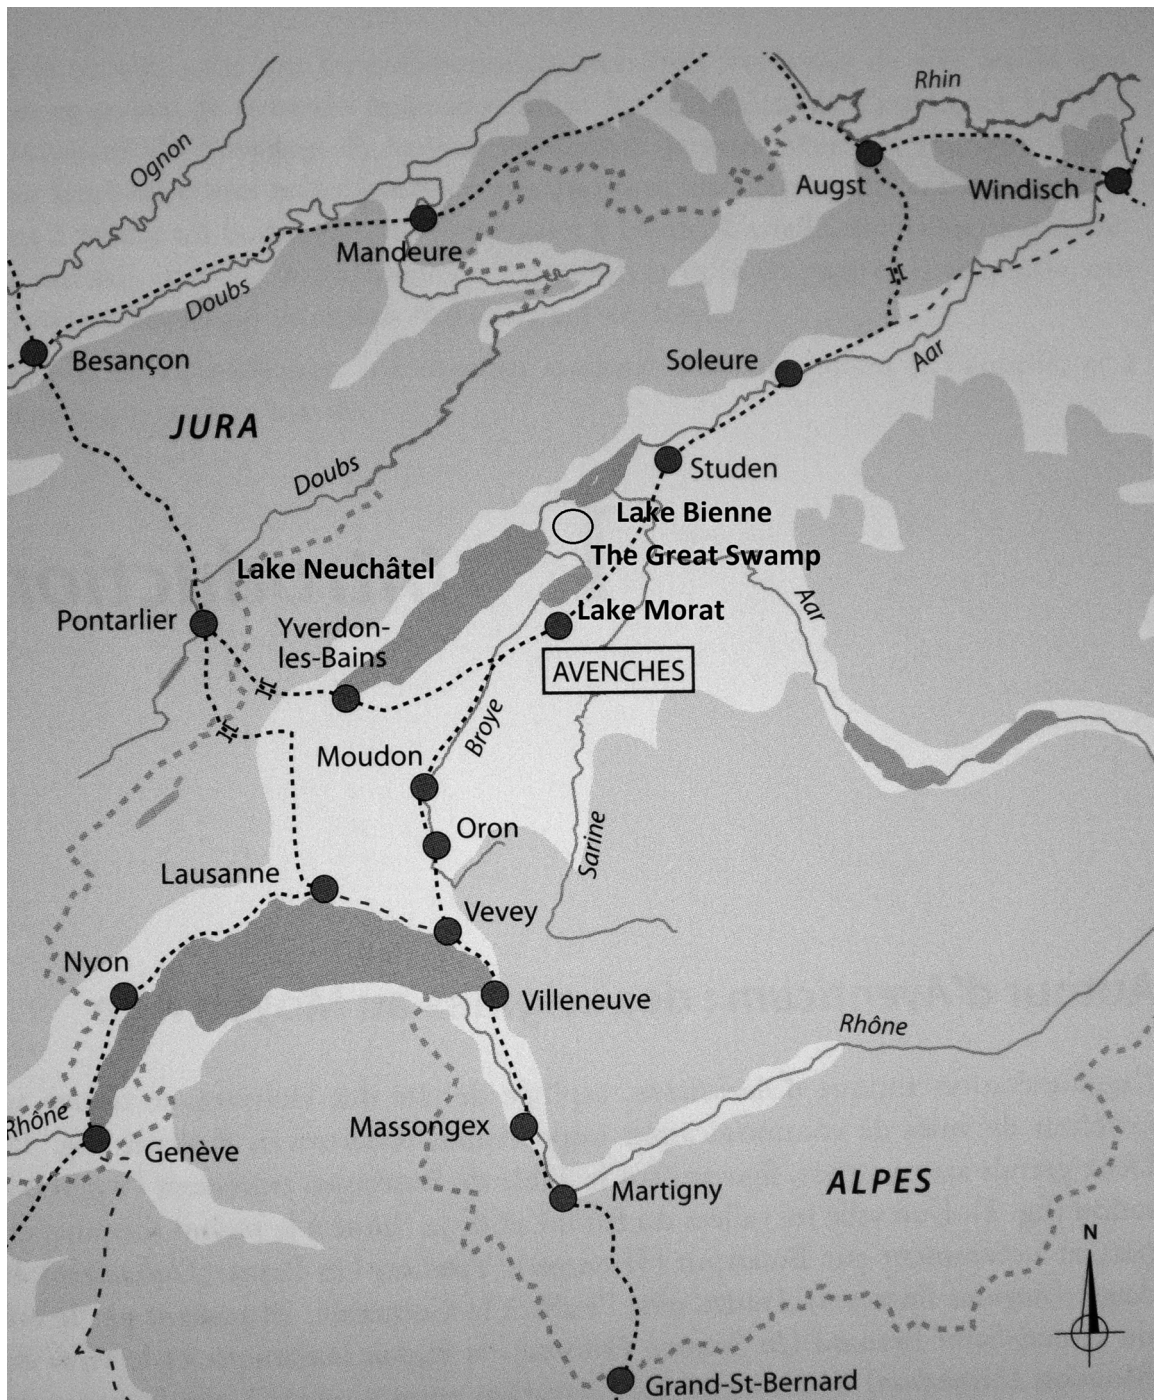 Rhin
Ognon
Augst
Windisch
Mandeure
Doubs
Besançon
Soleure
Aar
JURA
Doubs
Studen
Lake Bienne
The Great Swamp
Lake Neuchâtel
Aar
Lake Morat
Pontarlier
Yverdon-
les-Bains
AVENCHES
Broye
Moudon
Oron
Sarine
Lausanne
Vevey
Nyon
Villeneuve
Rhône
Rhône
Massongex
Genève
Martigny
ALPES
N
Grand-St-Bernard